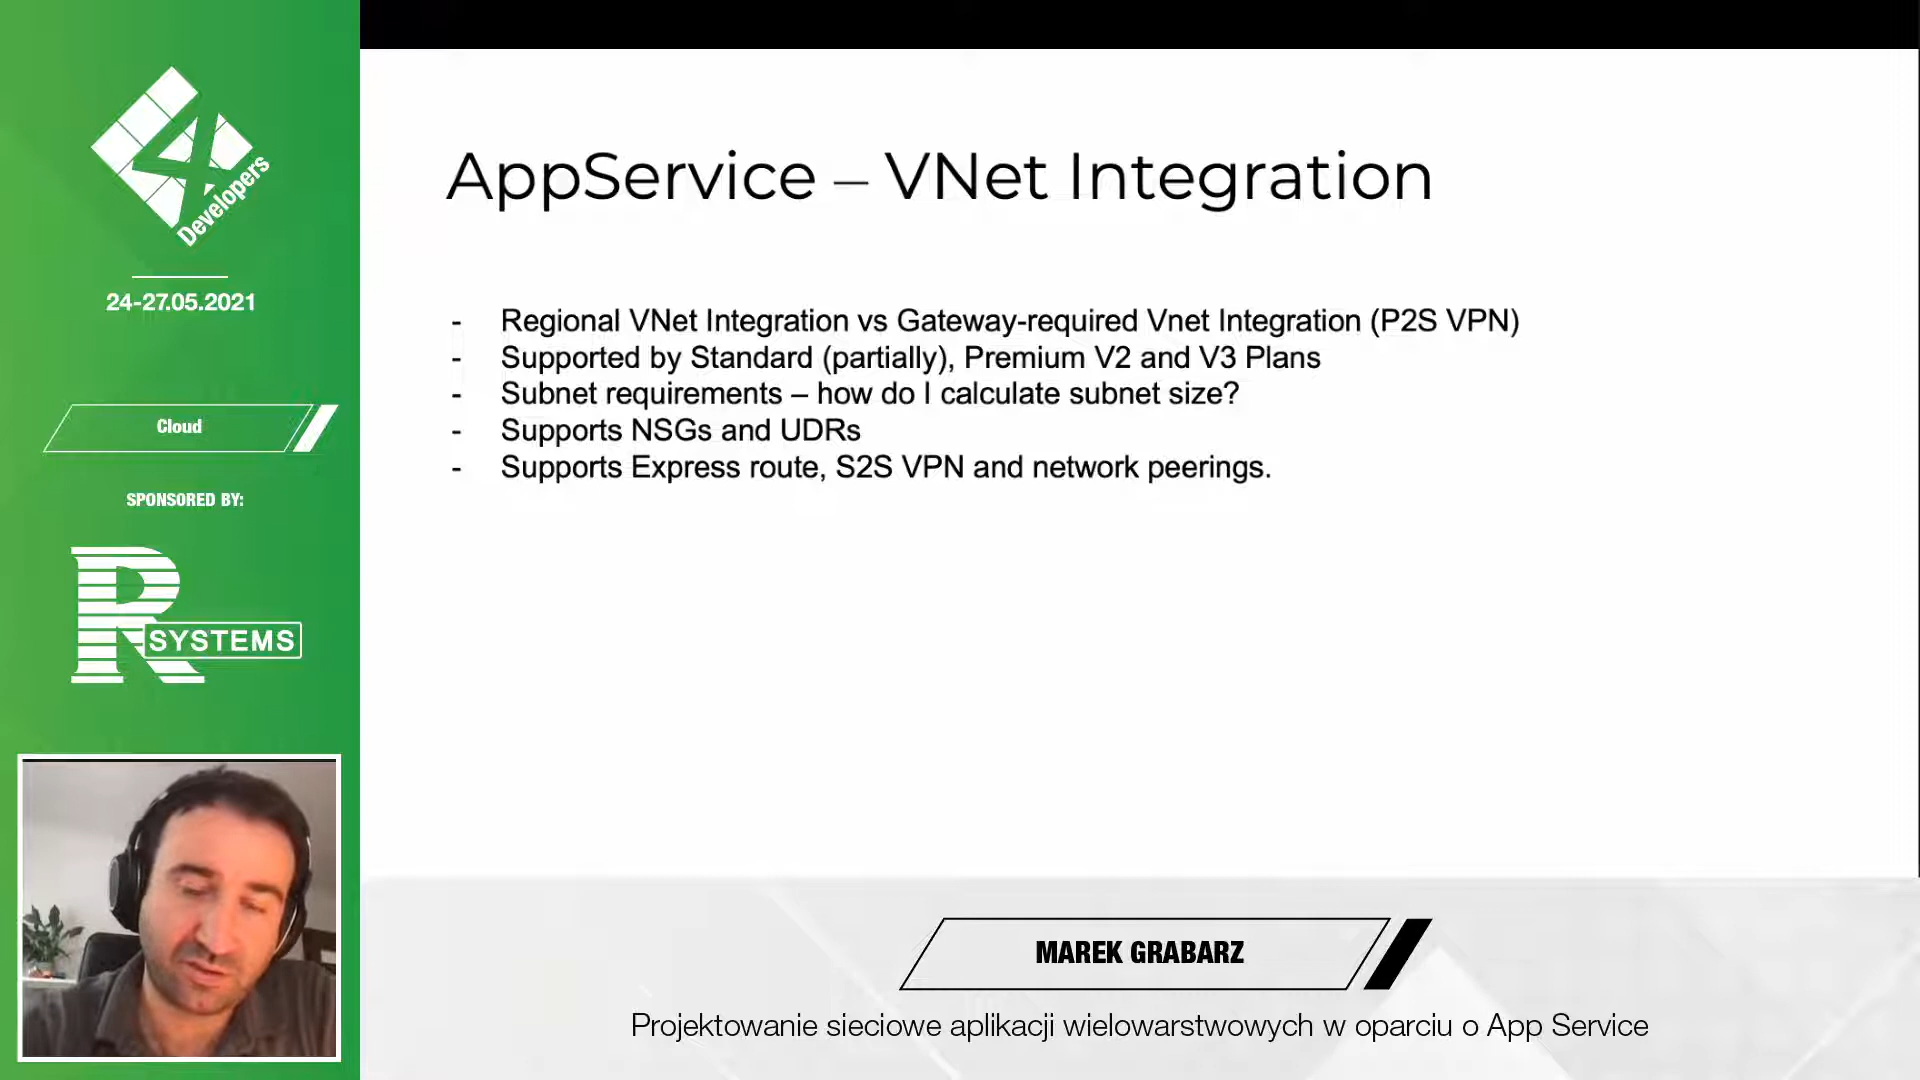 4
Developers
24-27.05.2021
Cloud
SPONSORED BY:
R
SYSTEMS
AppService – VNet Integration
- Regional VNet Integration vs Gateway-required Vnet Integration (P2S VPN)
- Supported by Standard (partially), Premium V2 and V3 Plans
- Subnet requirements – how do I calculate subnet size?
- Supports NSGs and UDRs
- Supports Express route, S2S VPN and network peerings.
MAREK GRABARZ
Projektowanie sieciowe aplikacji wielowarstwowych w oparciu o App Service